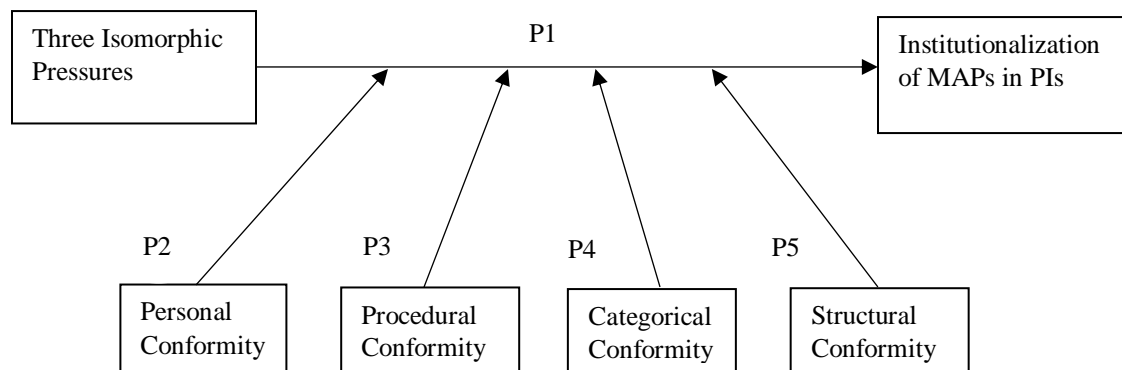 Three Isomorphic
Pressures
P1
Institutionalization
of MAPs in PIs
P2
P3
P4
P5
Personal
Conformity
Procedural
Conformity
Categorical
Conformity
Structural
Conformity